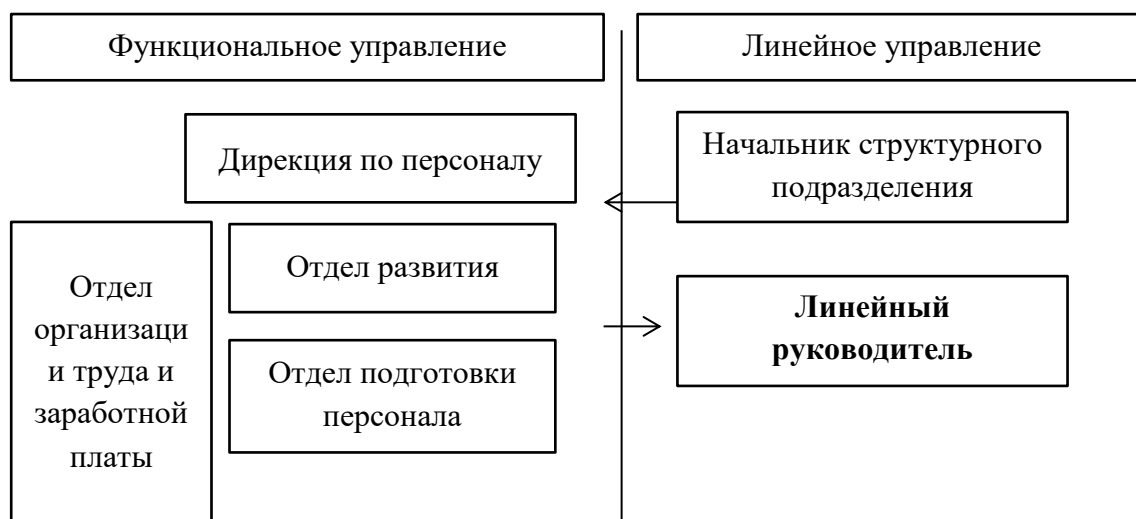 Функциональное управление
Линейное управление
Дирекция по персоналу
Начальник структурного
подразделения
Отдел
организаци
и труда и
заработной
платы
Отдел развития
Отдел подготовки
персонала
Линейный
руководитель